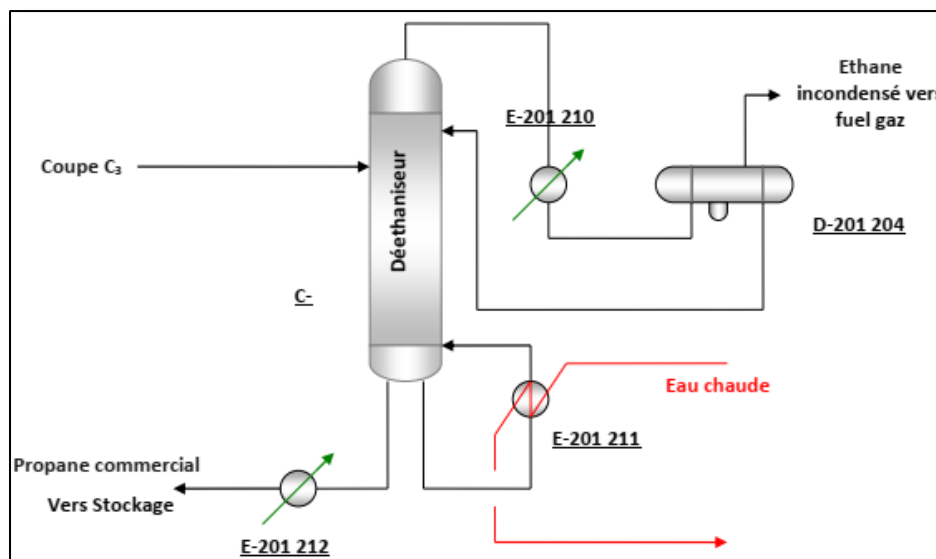 Ethane
incondensé vers
fuel gaz
E-201 210
Coupe C₃
Déethaniseur
D-201 204
C-
Eau chaude
E-201 211
Propane commercial
Vers Stockage
E-201 212